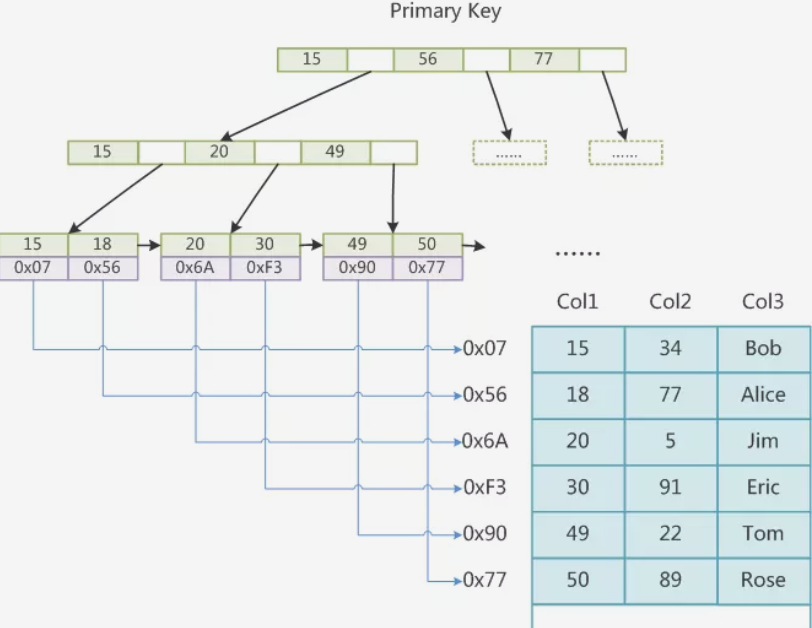 Primary Key
15 56 77
15 20 49
...... ......
15 18 20 30 49 50
0x07 0x56 0x6A 0xF3 0x90 0x77
......
Col1 Col2 Col3
0x07 15 34 Bob
0x56 18 77 Alice
0x6A 20 5 Jim
0xF3 30 91 Eric
0x90 49 22 Tom
0x77 50 89 Rose